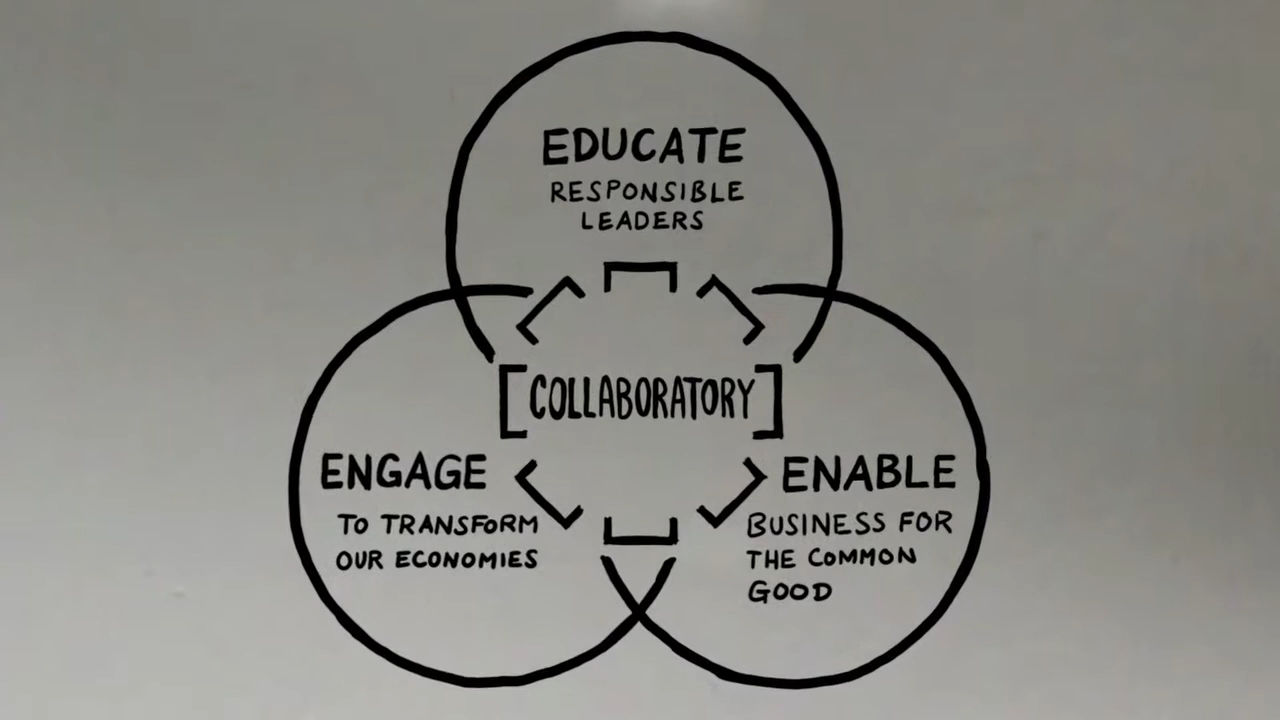 EDUCATE
RESPONSIBLE
LEADERS
[COLLABORATORY]
ENGAGE
TO TRANSFORM
OUR ECONOMIES
ENABLE
BUSINESS FOR
THE COMMON
GOOD